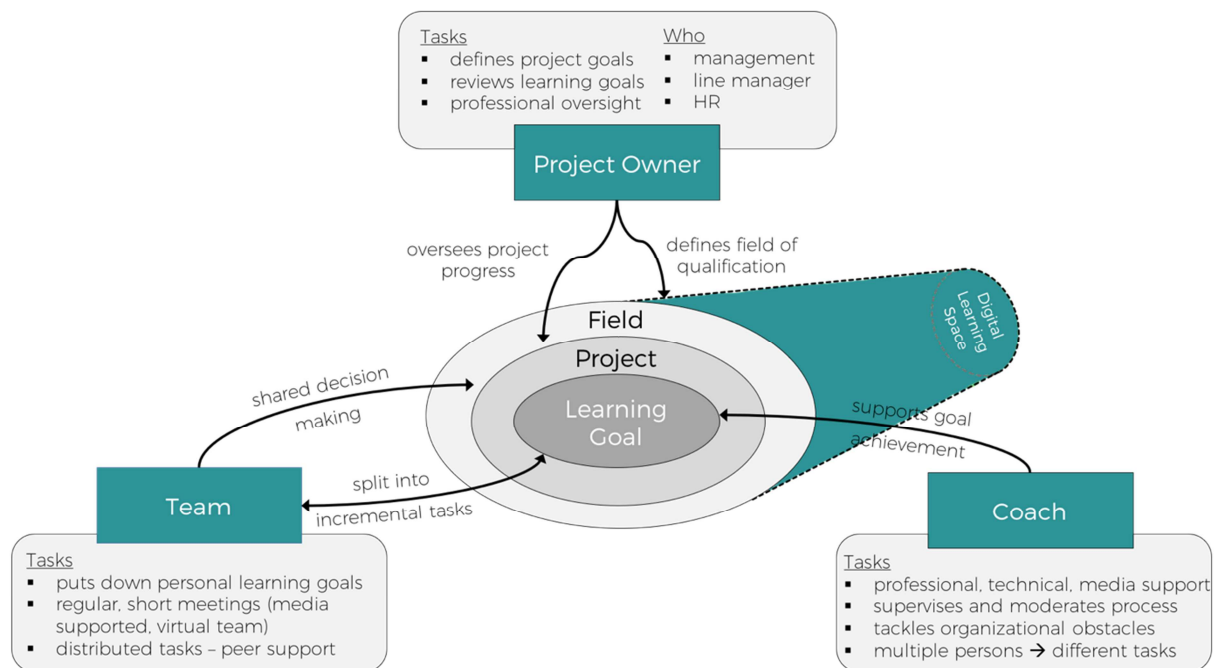 Tasks
▪ defines project goals
▪ reviews learning goals
▪ professional oversight
Who
▪ management
▪ line manager
▪ HR
Project Owner
oversees project
progress
defines field of
qualification
Field
Project
Learning
Goal
Digital
Learning
Space
shared decision
making
split into
incremental tasks
supports goal
achievement
Team
Tasks
▪ puts down personal learning goals
▪ regular, short meetings (media
supported, virtual team)
▪ distributed tasks – peer support
Coach
Tasks
▪ professional, technical, media support
▪ supervises and moderates process
▪ tackles organizational obstacles
▪ multiple persons → different tasks